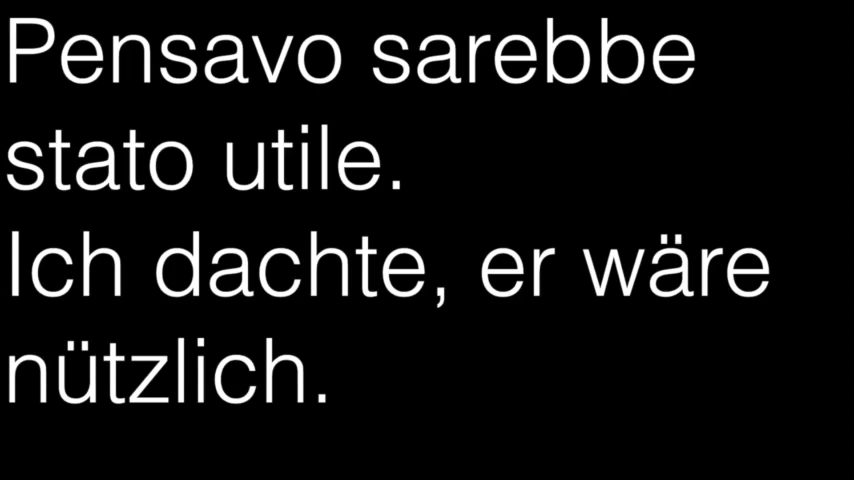 Pensavo sarebbe
stato utile.
Ich dachte, er wäre
nützlich.